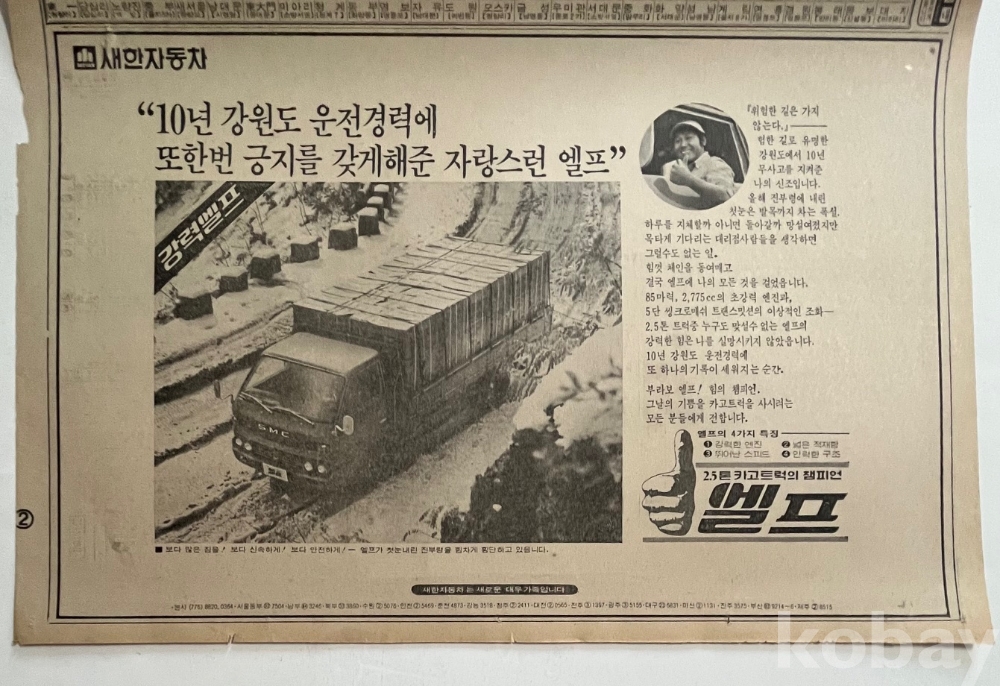 새한자동차
“10년 강원도 운전경력에
또한번 긍지를 갖게해준 자랑스런 엘프”
강력엘프
SMC
『위험한 길은 가지
않는다.』
험한 길로 유명한
강원도에서 10년
무사고를 지켜준
나의 신조입니다.
올해 진부령에 내린
첫눈은 발목까지 차는 폭설.
하루를 지체할까 아니면 돌아갈까 망설여졌지만
목타게 기다리는 대리점사람들을 생각하면
그럴수도 없는 일.
힘껏 체인을 동여매고
결국 엘프에 나의 모든 것을 걸었읍니다.
85마력, 2,775cc의 초강력 엔진과,
5단 씽크로메쉬 트랜스밋션의 이상적인 조화—
2.5톤 트럭중 누구도 맞설수 없는 엘프의
강력한 힘은 나를 실망시키지 않았읍니다.
10년 강원도 운전경력에
또 하나의 기록이 세워지는 순간.
부라보 엘프! 힘의 챔피언.
그날의 기쁨을 카고트럭을 사시려는
모든 분들에게 전합니다.
엘프의 4가지 특징
❶ 강력한 엔진 ❷ 넓은 적재함
❸ 뛰어난 스피드 ❹ 안락한 구조
2.5톤 카고트럭의 챔피언
엘프
■ 보다 많은 짐을! 보다 신속하게! 보다 안전하게! — 엘프가 첫눈내린 진부령을 힘차게 횡단하고 있읍니다.
②
새한자동차는 새로운 대우가족입니다
kobay